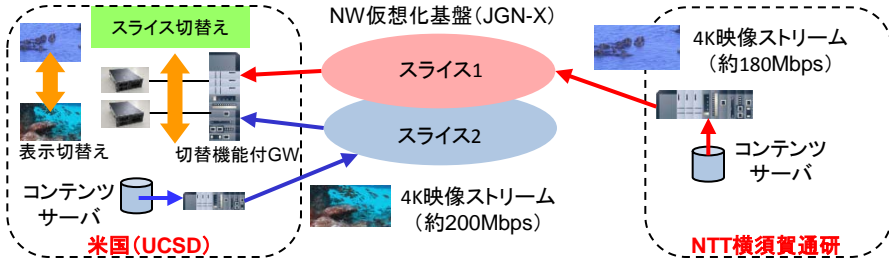 スライス切替え
NW仮想化基盤（JGN-X）
スライス1
スライス2
4K映像ストリーム
（約180Mbps）
表示切替え
切替機能付GW
コンテンツ
サーバ
4K映像ストリーム
（約200Mbps）
コンテンツ
サーバ
米国（UCSD）
NTT横須賀通研